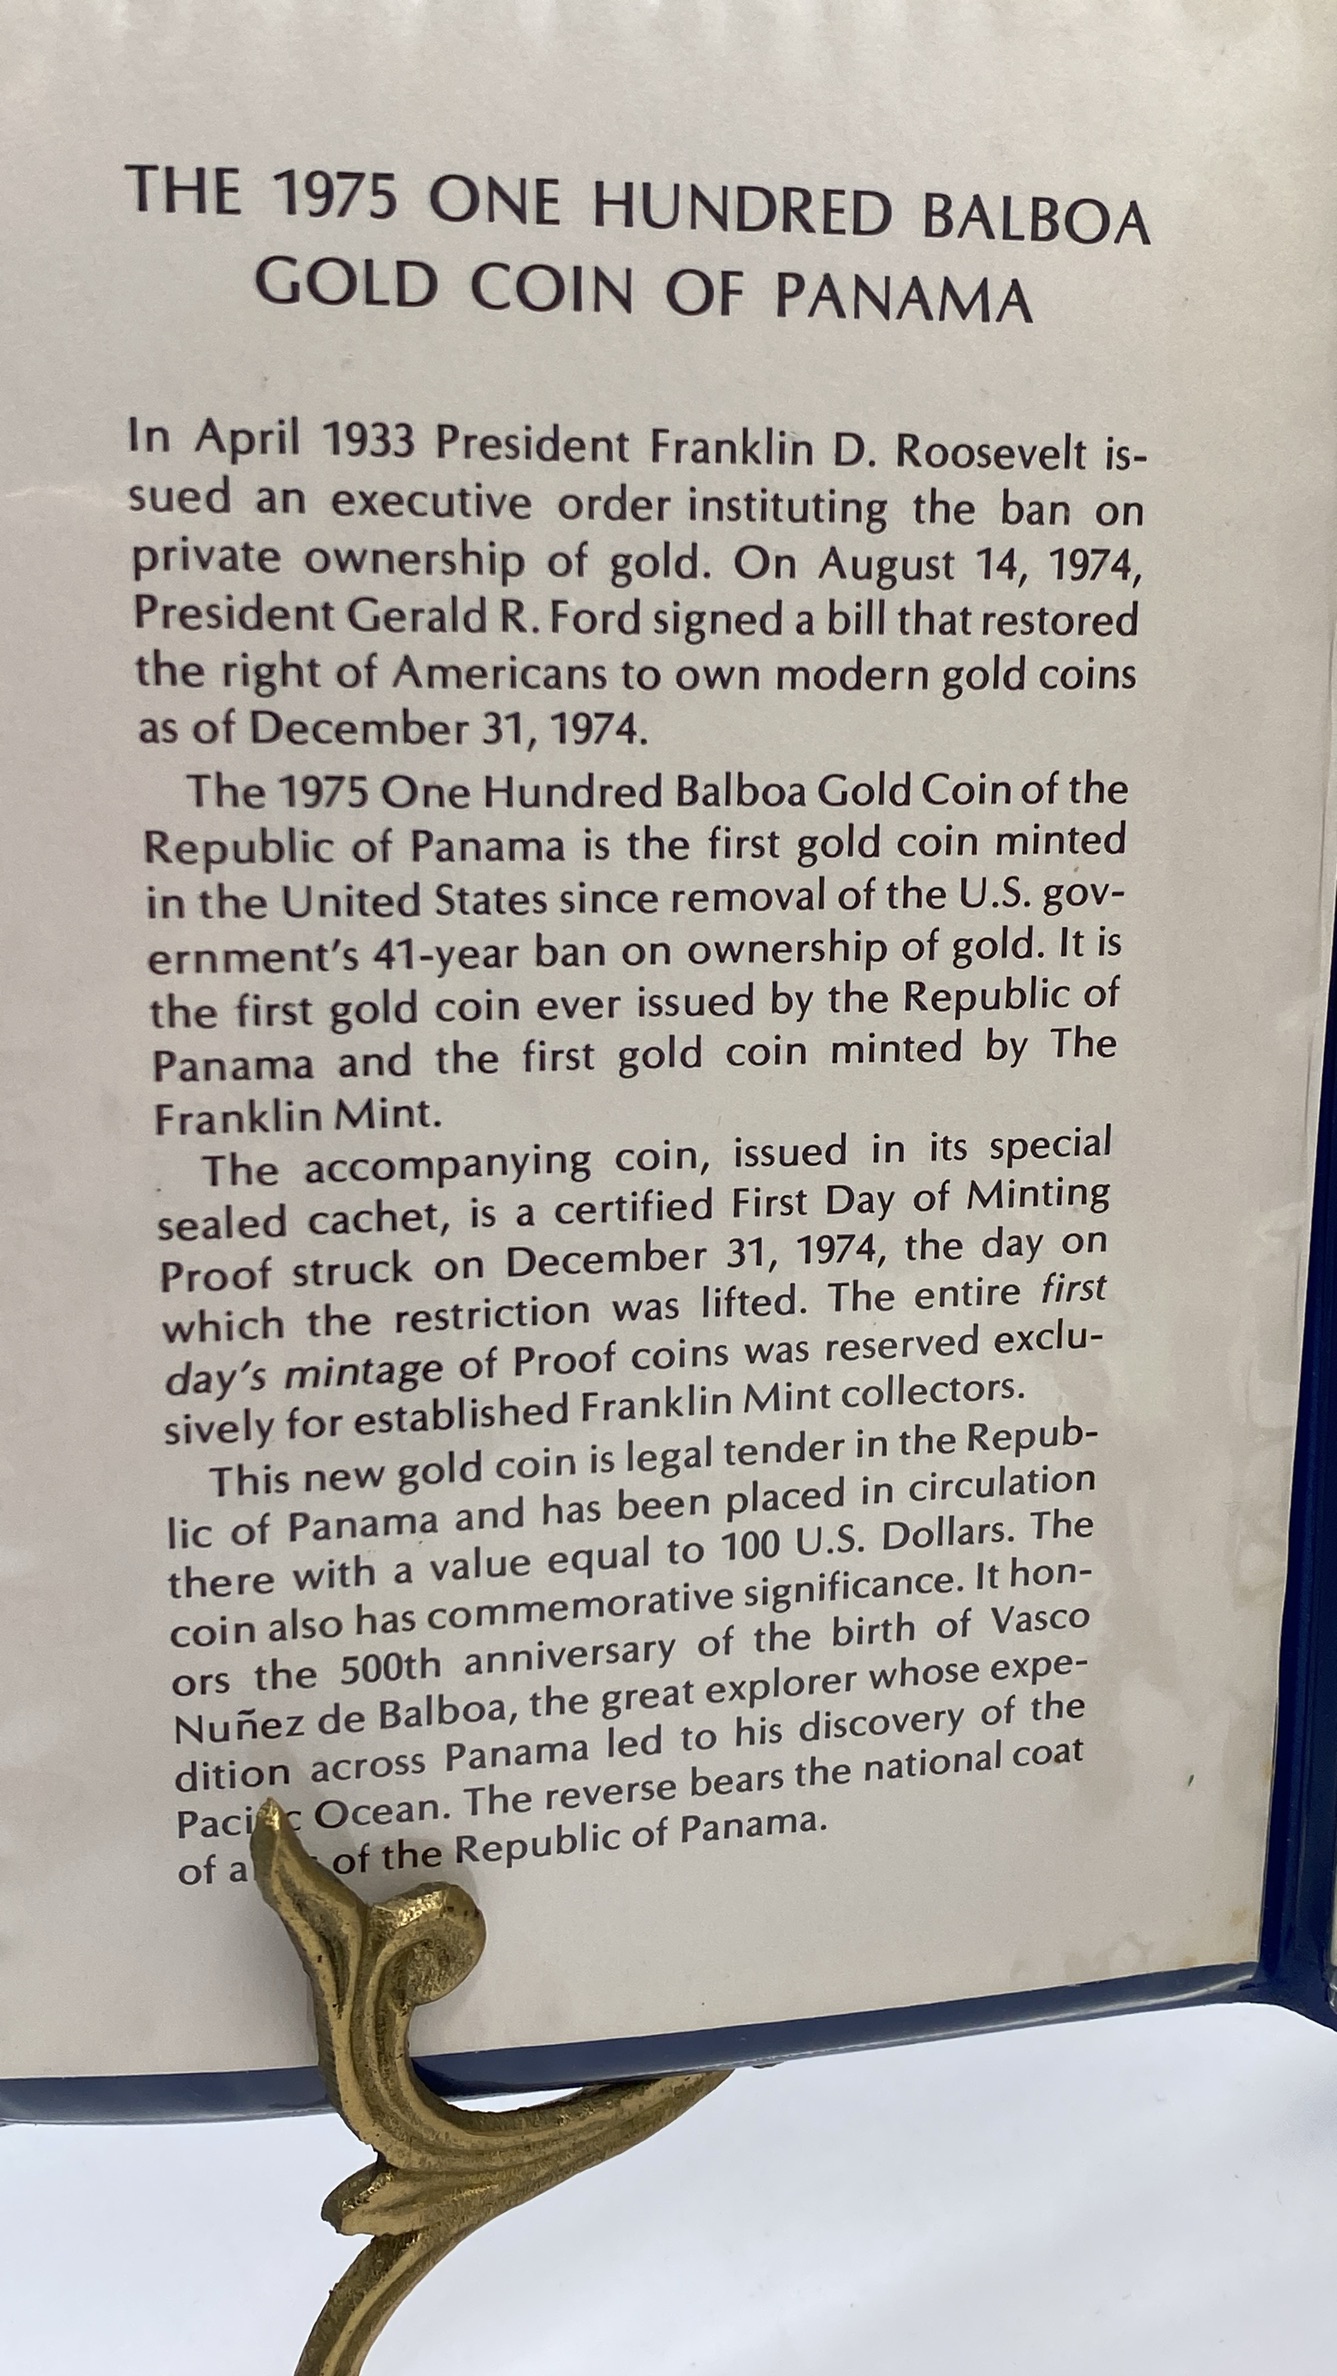 THE 1975 ONE HUNDRED BALBOA
GOLD COIN OF PANAMA
In April 1933 President Franklin D. Roosevelt is-
sued an executive order instituting the ban on
private ownership of gold. On August 14, 1974,
President Gerald R. Ford signed a bill that restored
the right of Americans to own modern gold coins
as of December 31, 1974.
The 1975 One Hundred Balboa Gold Coin of the
Republic of Panama is the first gold coin minted
in the United States since removal of the U.S. gov-
ernment's 41-year ban on ownership of gold. It is
the first gold coin ever issued by the Republic of
Panama and the first gold coin minted by The
Franklin Mint.
The accompanying coin, issued in its special
sealed cachet, is a certified First Day of Minting
Proof struck on December 31, 1974, the day on
which the restriction was lifted. The entire first
day's mintage of Proof coins was reserved exclu-
sively for established Franklin Mint collectors.
This new gold coin is legal tender in the Repub-
lic of Panama and has been placed in circulation
there with a value equal to 100 U.S. Dollars. The
coin also has commemorative significance. It hon-
ors the 500th anniversary of the birth of Vasco
Nuñez de Balboa, the great explorer whose expe-
dition across Panama led to his discovery of the
Ocean. The reverse bears the national coat
of of the Republic of Panama.